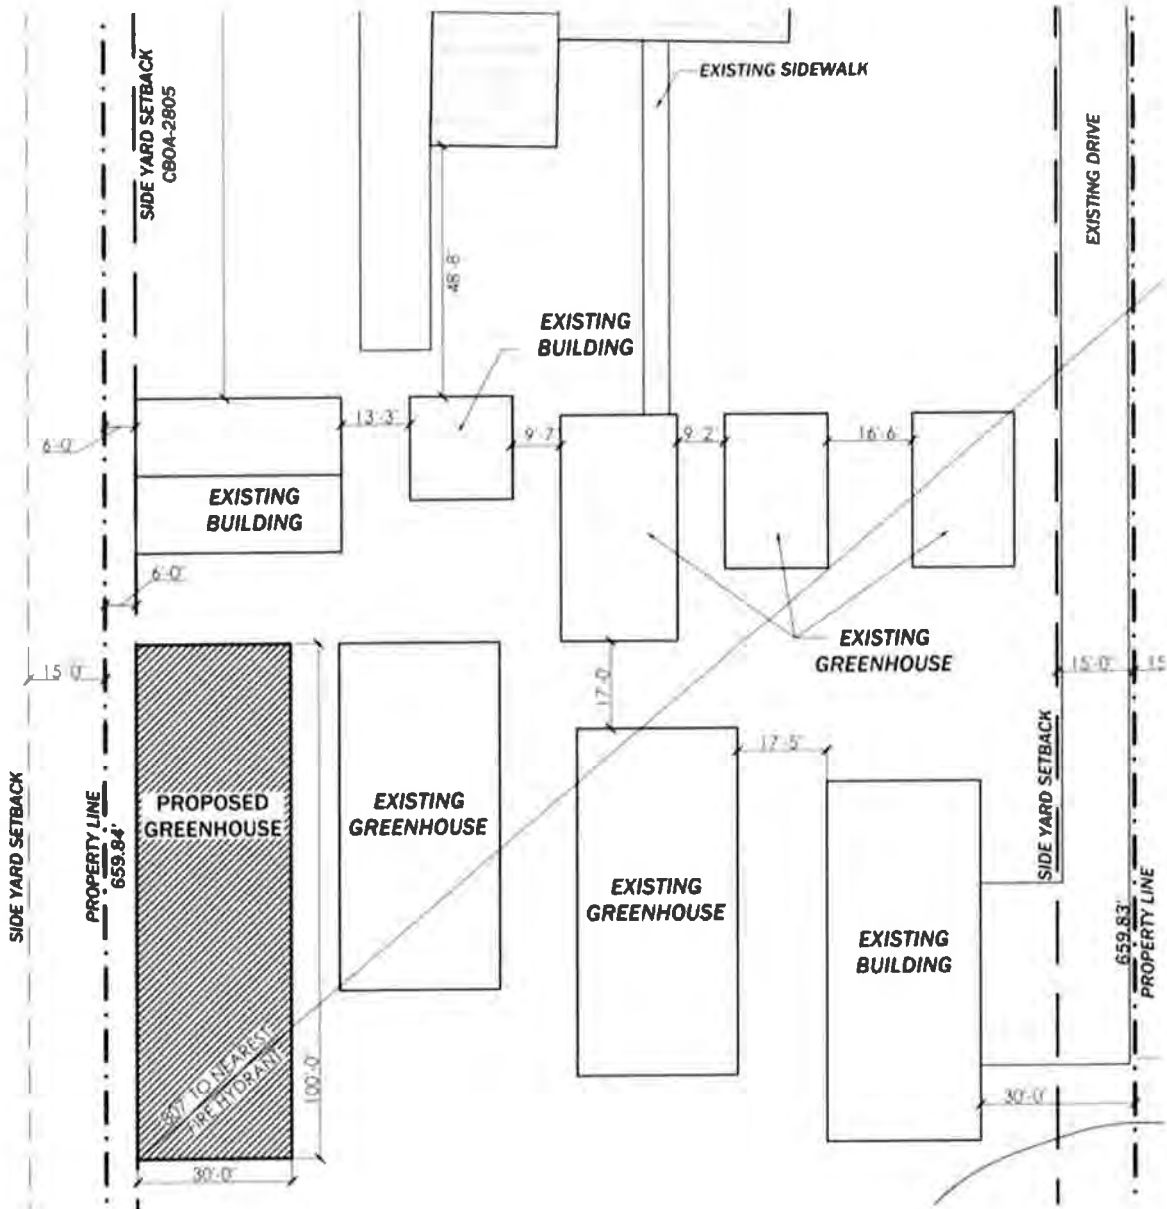 SIDE YARD SETBACK
CBOA-2805
EXISTING SIDEWALK
EXISTING DRIVE
48'-8"
EXISTING
BUILDING
6'-0"
13'-3"
9'-7"
9'-2"
16'-6"
EXISTING
BUILDING
6'-0"
EXISTING
GREENHOUSE
15'-0"
17'-0"
15'-0"
15
17'-5"
SIDE YARD SETBACK
PROPERTY LINE
659.84'
PROPOSED
GREENHOUSE
EXISTING
GREENHOUSE
EXISTING
GREENHOUSE
EXISTING
BUILDING
SIDE YARD SETBACK
659.83'
PROPERTY LINE
807' TO NEAREST
FIRE HYDRANT
100'-0"
30'-0"
30'-0"